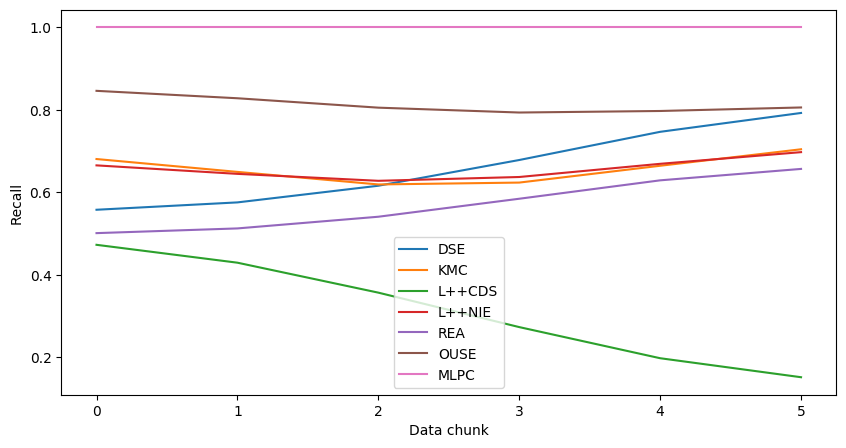 1.0
0.8
0.6
0.4
0.2
Recall
DSE
KMC
L++CDS
L++NIE
REA
OUSE
MLPC
0 1 2 3 4 5
Data chunk